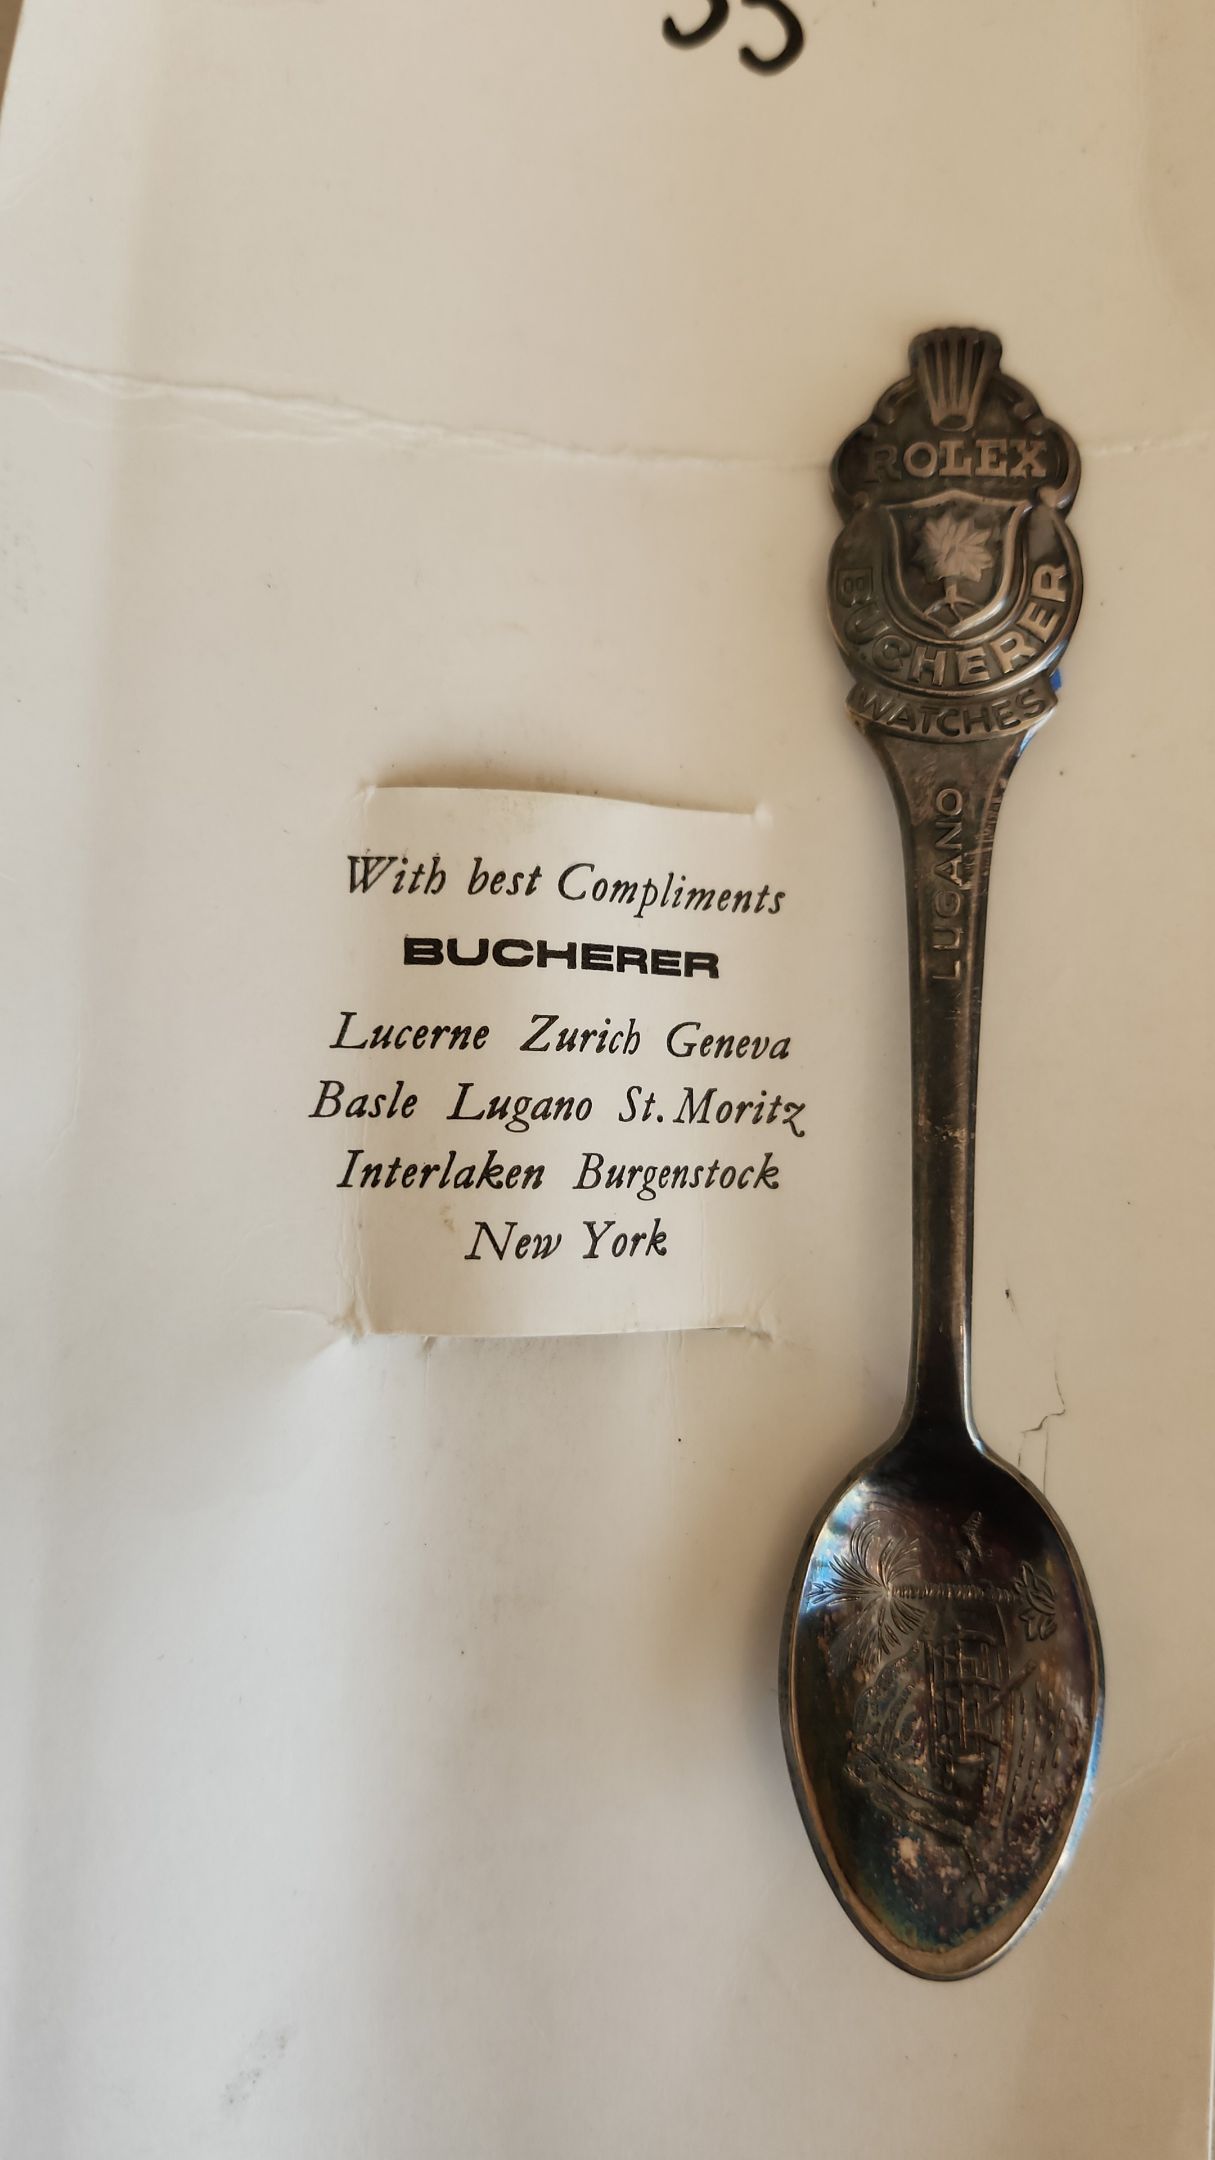 ROLEX
BUCHERER
WATCHES
LUGANO
With best Compliments
BUCHERER
Lucerne Zurich Geneva
Basle Lugano St. Moritz
Interlaken Burgenstock
New York